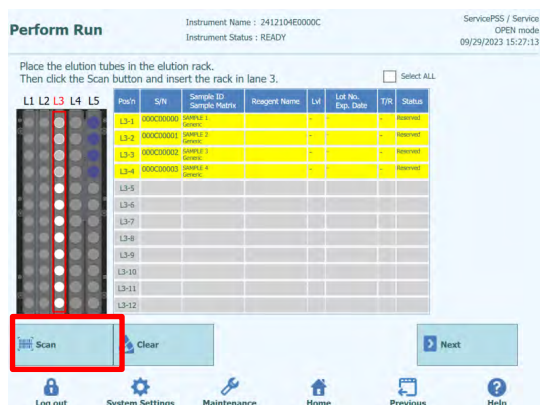 Perform Run
Instrument Name : 2412104E0000C
Instrument Status : READY
ServicePSS / Service
OPEN mode
09/29/2023 15:27:13
Place the elution tubes in the elution rack.
Then click the Scan button and insert the rack in lane 3.
Select ALL
L1 L2 L3 L4 L5
Pos'n S/N Sample ID Sample Matrix Reagent Name Lvl Lot No. Exp. Date T/R Status
L3-1 000C00000 SAMPLE 1 Generic - - - Reserved
L3-2 000C00001 SAMPLE 2 Generic - - - Reserved
L3-3 000C00002 SAMPLE 3 Generic - - - Reserved
L3-4 000C00003 SAMPLE 4 Generic - - - Reserved
L3-5
L3-6
L3-7
L3-8
L3-9
L3-10
L3-11
L3-12
Scan
Clear
Next
Log out
System Settings
Maintenance
Home
Previous
Help